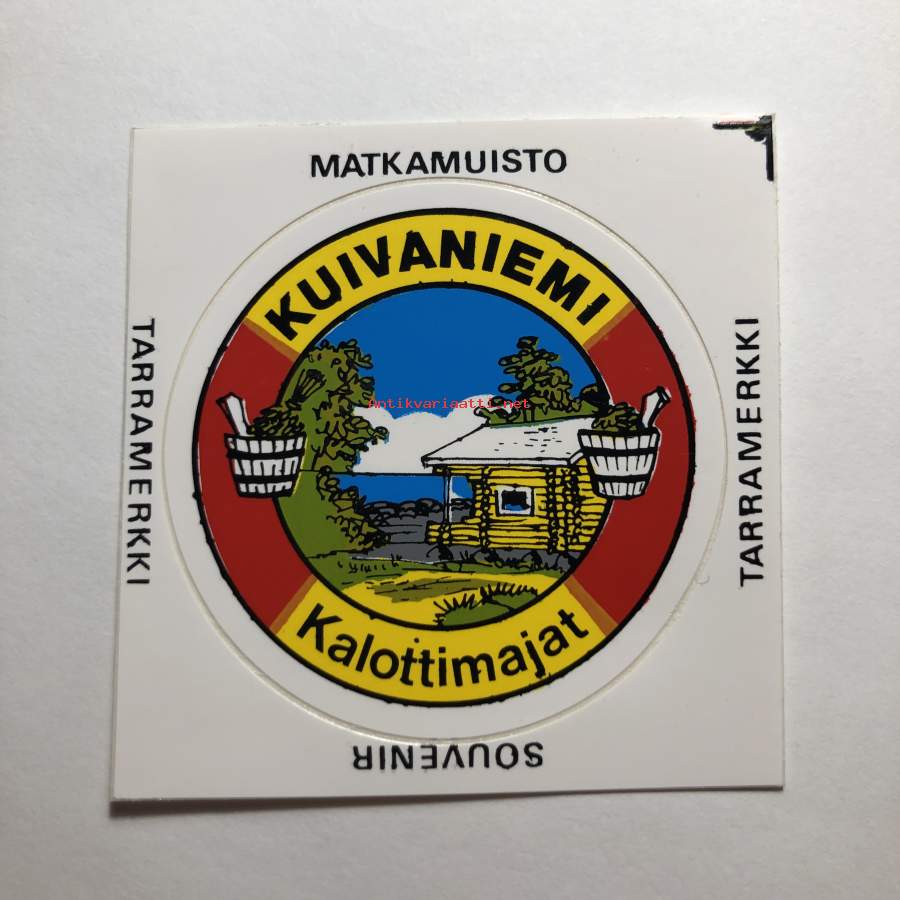 MATKAMUISTO
KUIVANIEMI
Antikvariaatti.net
Kalottimajat
TARRAMERKKI
TARRAMERKKI
SOUVENIR